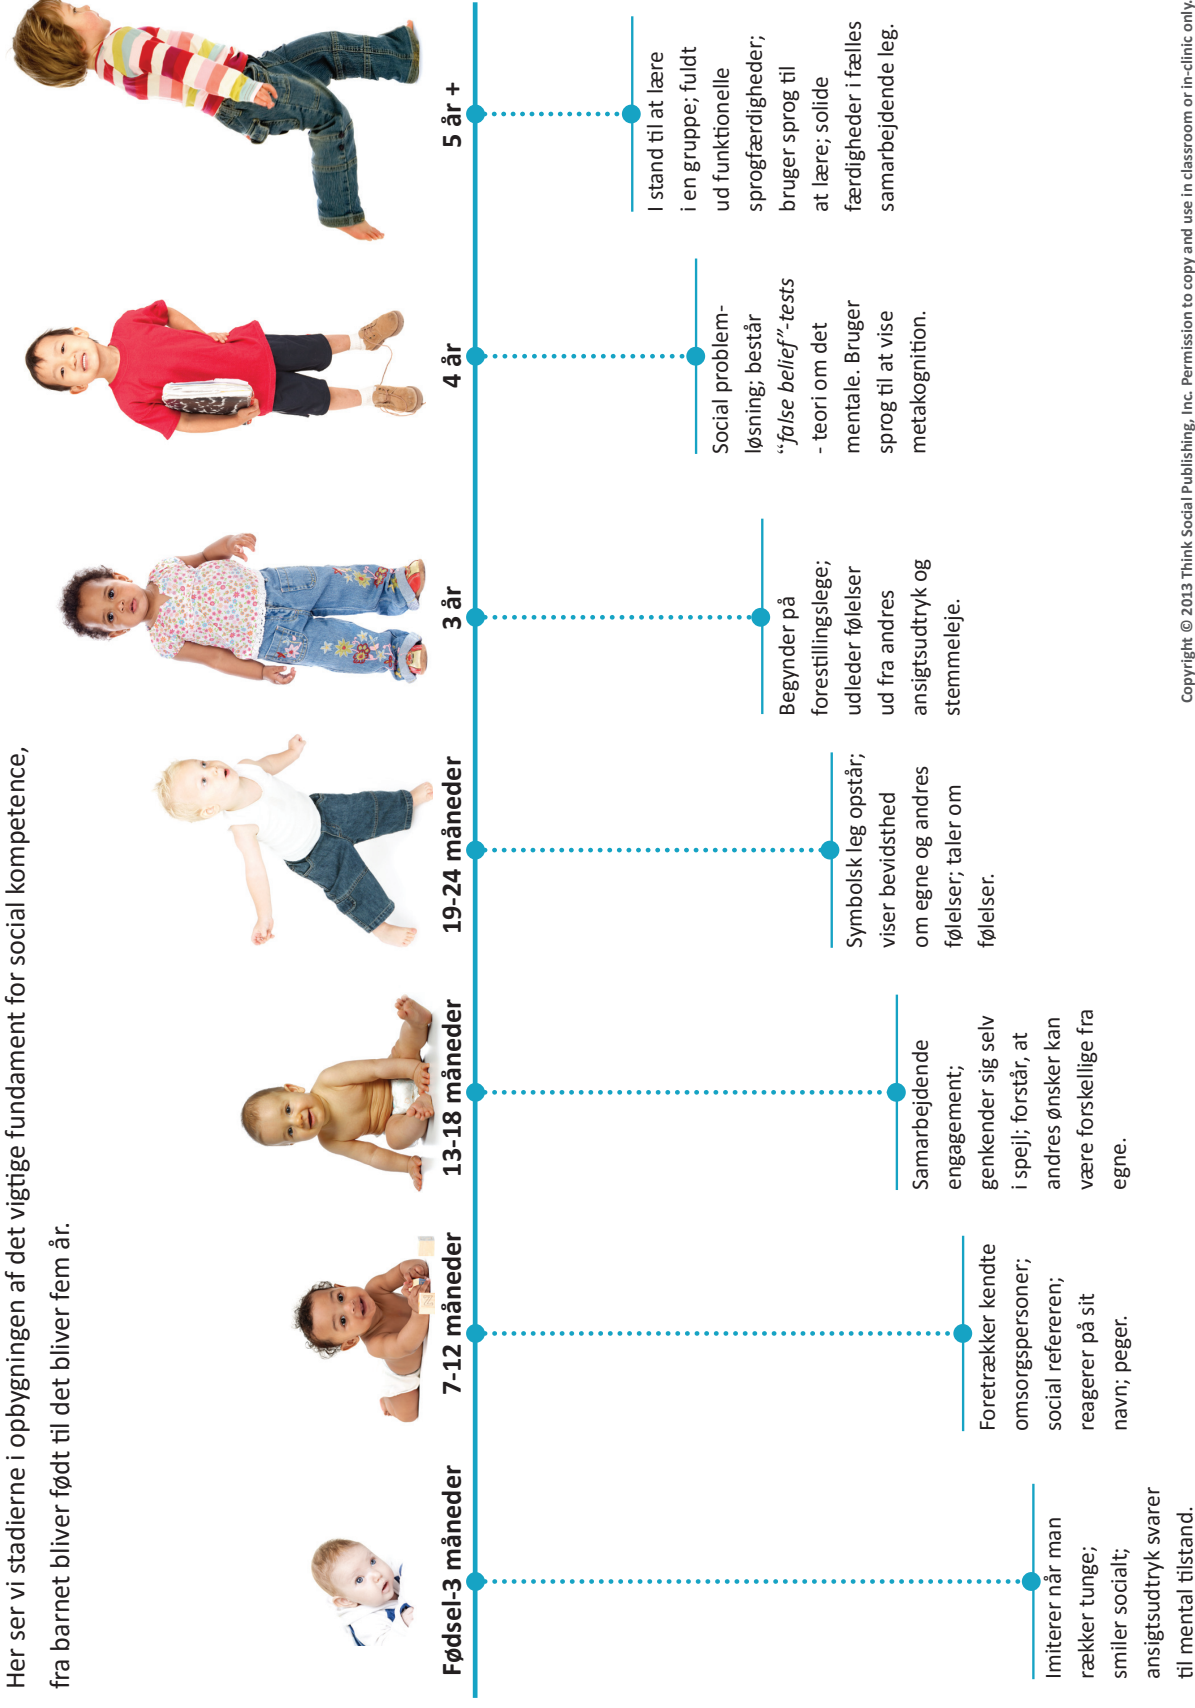 Her ser vi stadierne i opbygningen af det vigtige fundament for social kompetence,
fra barnet bliver født til det bliver fem år.
Fødsel-3 måneder
Imiterer når man
rækker tunge;
smiler socialt;
ansigtsudtryk svarer
til mental tilstand.
7-12 måneder
Foretrækker kendte
omsorgspersoner;
social refereren;
reagerer på sit
navn; peger.
13-18 måneder
Samarbejdende
engagement;
genkender sig selv
i spejl; forstår, at
andres ønsker kan
være forskellige fra
egne.
19-24 måneder
Symbolsk leg opstår;
viser bevidsthed
om egne og andres
følelser; taler om
følelser.
3 år
Begynder på
forestillingslege;
udleder følelser
ud fra andres
ansigtsudtryk og
stemmeleje.
4 år
Social problem-
løsning; består
“false belief”-tests
- teori om det
mentale. Bruger
sprog til at vise
metakognition.
5 år +
I stand til at lære
i en gruppe; fuldt
ud funktionelle
sprogfærdigheder;
bruger sprog til
at lære; solide
færdigheder i fælles
samarbejdende leg.
Copyright © 2013 Think Social Publishing, Inc. Permission to copy and use in classroom or in-clinic only.